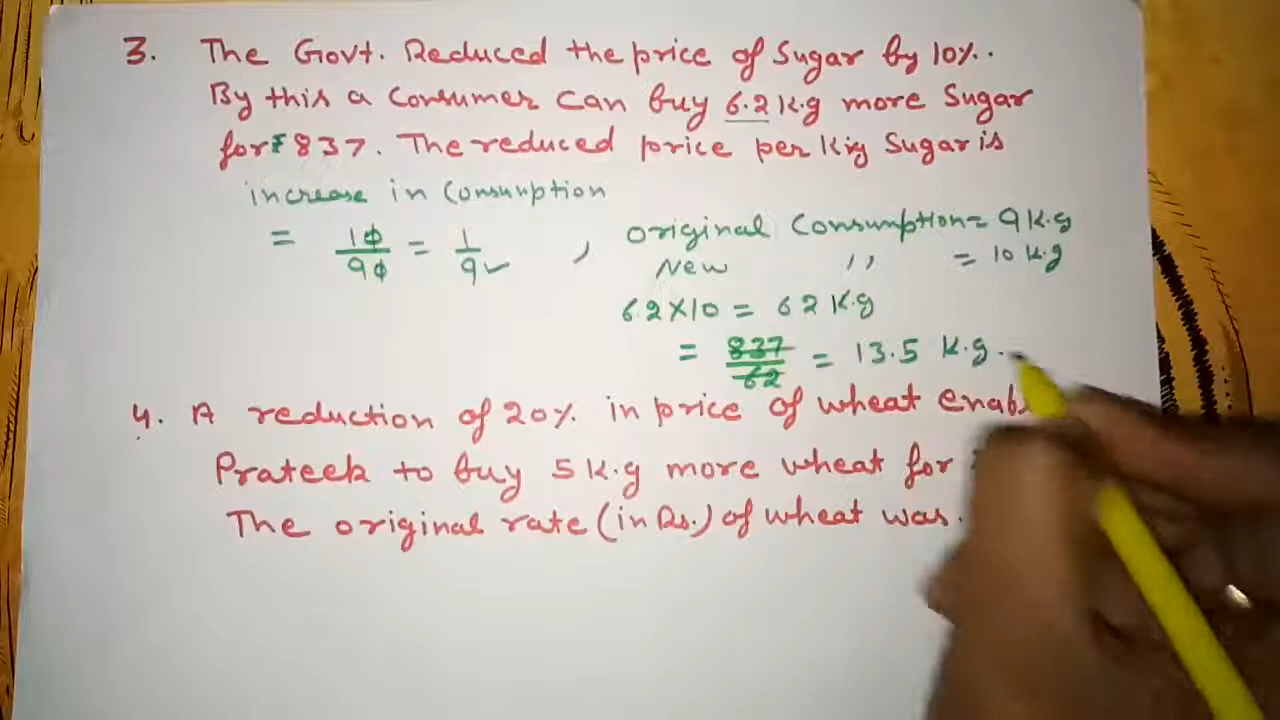 3. The Govt. Reduced the price of Sugar by 10%.
By this a Consumer Can buy 6.2 K.g more Sugar
for ₹ 837. The reduced price per Kig Sugar is
increase in Consumption
= 10/90 = 1/9 , original Consumption = 9 K.g
New ,, = 10 K.g
6.2 X 10 = 62 K.g
= 837/62 = 13.5 K.g.
4. A reduction of 20% in price of wheat
Prateek to buy 5 K.g more wheat for
The original rate (in Rs.) of wheat was.